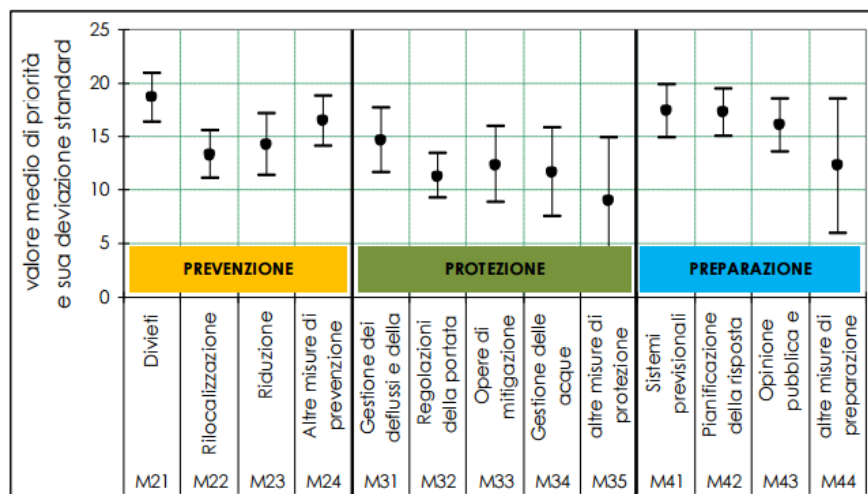 valore medio di priorità
e sua deviazione standard
25
20
15
10
5
0
PREVENZIONE
PROTEZIONE
PREPARAZIONE
Divieti
Rilocalizzazione
Riduzione
Altre misure di
prevenzione
Gestione dei
deflussi e della
Regolazioni
della portata
Opere di
mitigazione
Gestione delle
acque
altre misure di
protezione
Sistemi
previsionali
Pianificazione
della risposta
Opinione
pubblica e
altre misure di
preparazione
M21
M22
M23
M24
M31
M32
M33
M34
M35
M41
M42
M43
M44